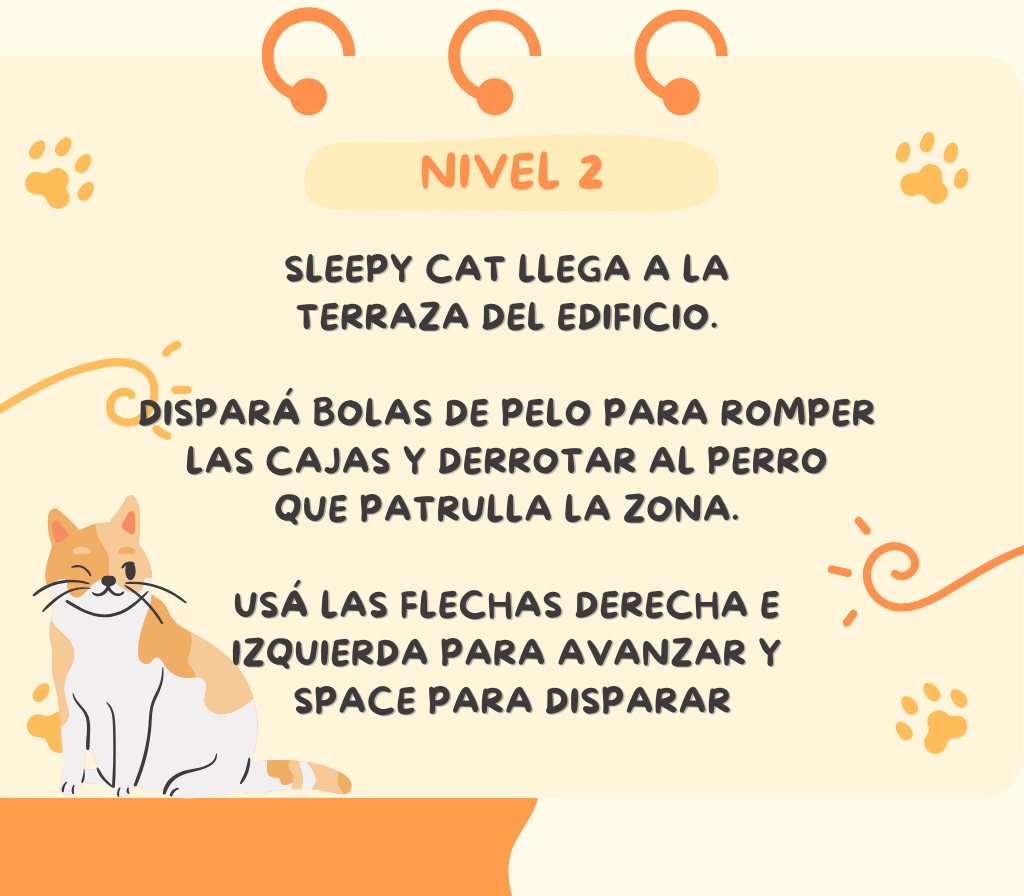 NIVEL 2
SLEEPY CAT LLEGA A LA
TERRAZA DEL EDIFICIO.
DISPARÁ BOLAS DE PELO PARA ROMPER
LAS CAJAS Y DERROTAR AL PERRO
QUE PATRULLA LA ZONA.
USÁ LAS FLECHAS DERECHA E
IZQUIERDA PARA AVANZAR Y
SPACE PARA DISPARAR